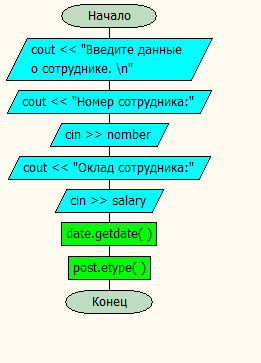 Начало
cout << "Введите данные
о сотруднике. \n"
cout << "Номер сотрудника:"
cin >> nomber
cout << "Оклад сотрудника:"
cin >> salary
date.getdate( )
post.etype( )
Конец